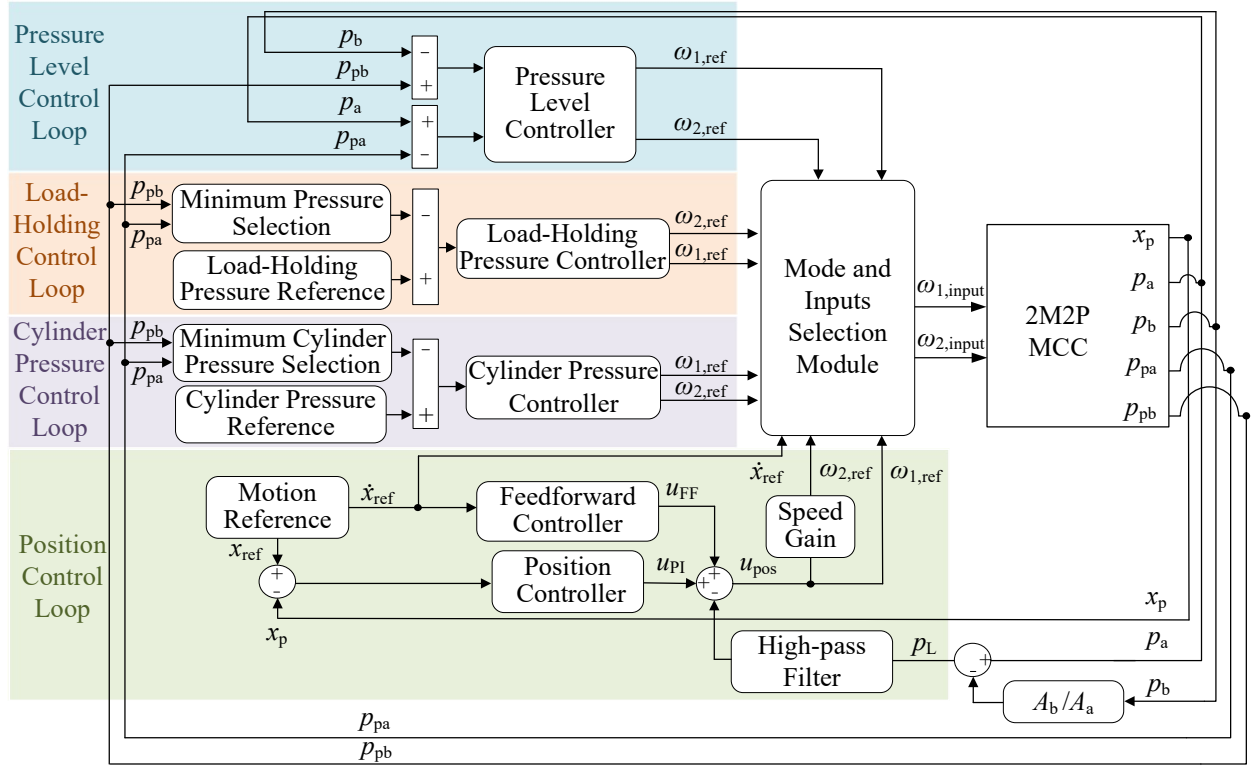 Pressure
Level
Control
Loop
p_b
p_pb
p_a
p_pa
−
+
+
−
Pressure
Level
Controller
ω_1,ref
ω_2,ref
Load-
Holding
Control
Loop
p_pb
p_pa
Minimum Pressure
Selection
Load-Holding
Pressure Reference
−
+
Load-Holding
Pressure Controller
ω_2,ref
ω_1,ref
Cylinder
Pressure
Control
Loop
p_pb
p_pa
Minimum Cylinder
Pressure Selection
Cylinder Pressure
Reference
−
+
Cylinder Pressure
Controller
ω_1,ref
ω_2,ref
Mode and
Inputs
Selection
Module
ω_1,input
ω_2,input
2M2P
MCC
x_p
p_a
p_b
p_pa
p_pb
Position
Control
Loop
Motion
Reference
ẋ_ref
x_ref
+
-
x_p
Feedforward
Controller
u_FF
Position
Controller
u_PI
+
+
-
u_pos
Speed
Gain
ẋ_ref
ω_2,ref
ω_1,ref
High-pass
Filter
p_L
+
-
x_p
p_a
p_b
A_b/A_a
p_pa
p_pb